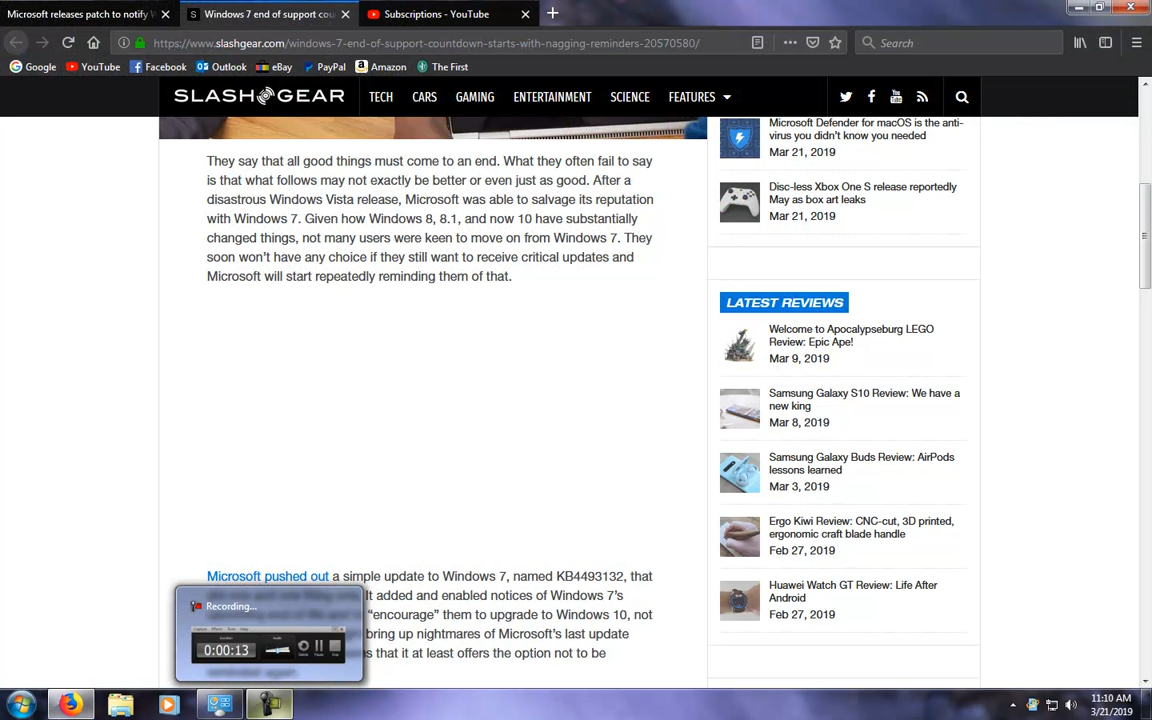 Microsoft releases patch to notify
Windows 7 end of support cou
Subscriptions - YouTube
https://www.slashgear.com/windows-7-end-of-support-countdown-starts-with-nagging-reminders-20570580/
Search
Google
YouTube
Facebook
Outlook
eBay
PayPal
Amazon
The First
SLASHGEAR
TECH
CARS
GAMING
ENTERTAINMENT
SCIENCE
FEATURES
They say that all good things must come to an end. What they often fail to say
is that what follows may not exactly be better or even just as good. After a
disastrous Windows Vista release, Microsoft was able to salvage its reputation
with Windows 7. Given how Windows 8, 8.1, and now 10 have substantially
changed things, not many users were keen to move on from Windows 7. They
soon won't have any choice if they still want to receive critical updates and
Microsoft will start repeatedly reminding them of that.
Microsoft pushed out a simple update to Windows 7, named KB4493132, that
It added and enabled notices of Windows 7's
"encourage" them to upgrade to Windows 10, not
bring up nightmares of Microsoft's last update
s that it at least offers the option not to be
Microsoft Defender for macOS is the anti-
virus you didn't know you needed
Mar 21, 2019
Disc-less Xbox One S release reportedly
May as box art leaks
Mar 21, 2019
LATEST REVIEWS
Welcome to Apocalypseburg LEGO
Review: Epic Ape!
Mar 9, 2019
Samsung Galaxy S10 Review: We have a
new king
Mar 8, 2019
Samsung Galaxy Buds Review: AirPods
lessons learned
Mar 3, 2019
Ergo Kiwi Review: CNC-cut, 3D printed,
ergonomic craft blade handle
Feb 27, 2019
Huawei Watch GT Review: Life After
Android
Feb 27, 2019
Recording...
0:00:13
11:10 AM
3/21/2019